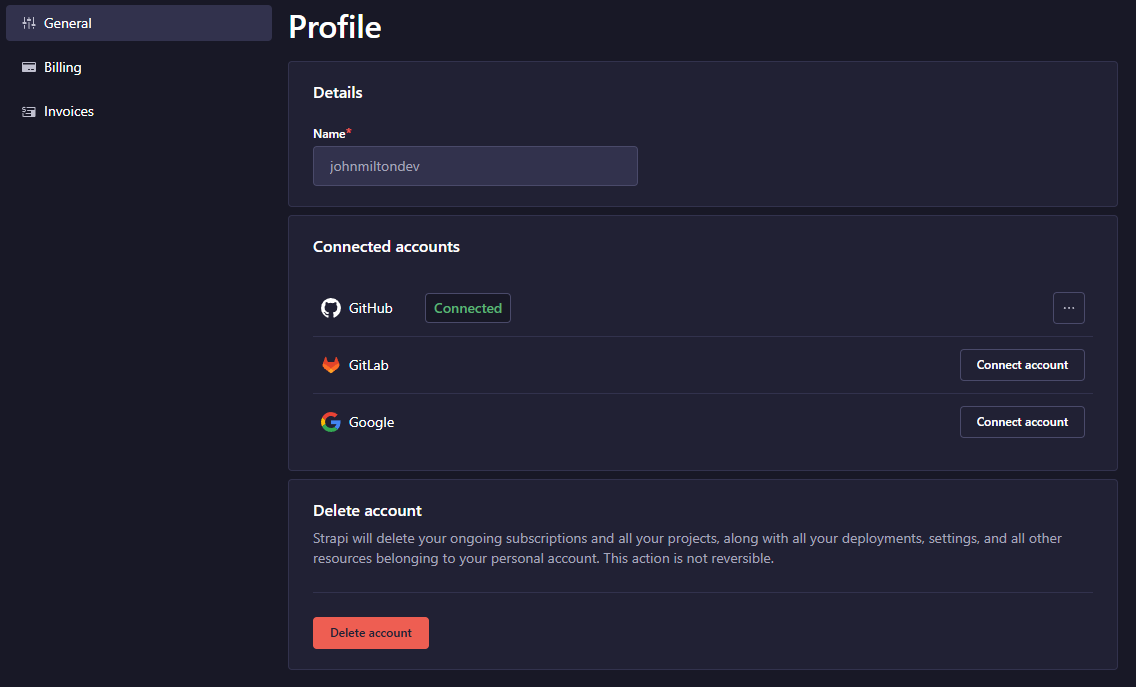 General
Billing
Invoices
Profile
Details
Name*
johnmiltondev
Connected accounts
GitHub Connected ...
GitLab Connect account
Google Connect account
Delete account
Strapi will delete your ongoing subscriptions and all your projects, along with all your deployments, settings, and all other
resources belonging to your personal account. This action is not reversible.
Delete account